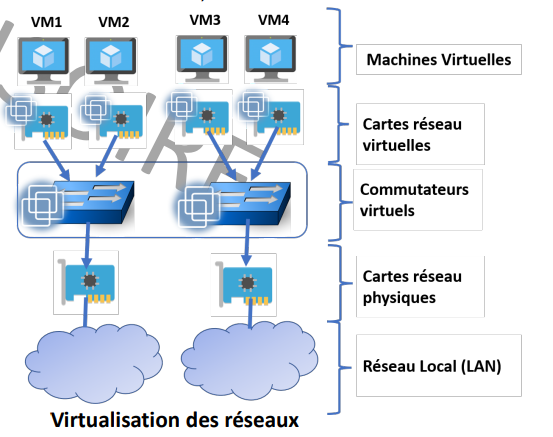 VM1 VM2 VM3 VM4
Machines Virtuelles
Cartes réseau
virtuelles
Commutateurs
virtuels
Cartes réseau
physiques
Réseau Local (LAN)
Virtualisation des réseaux